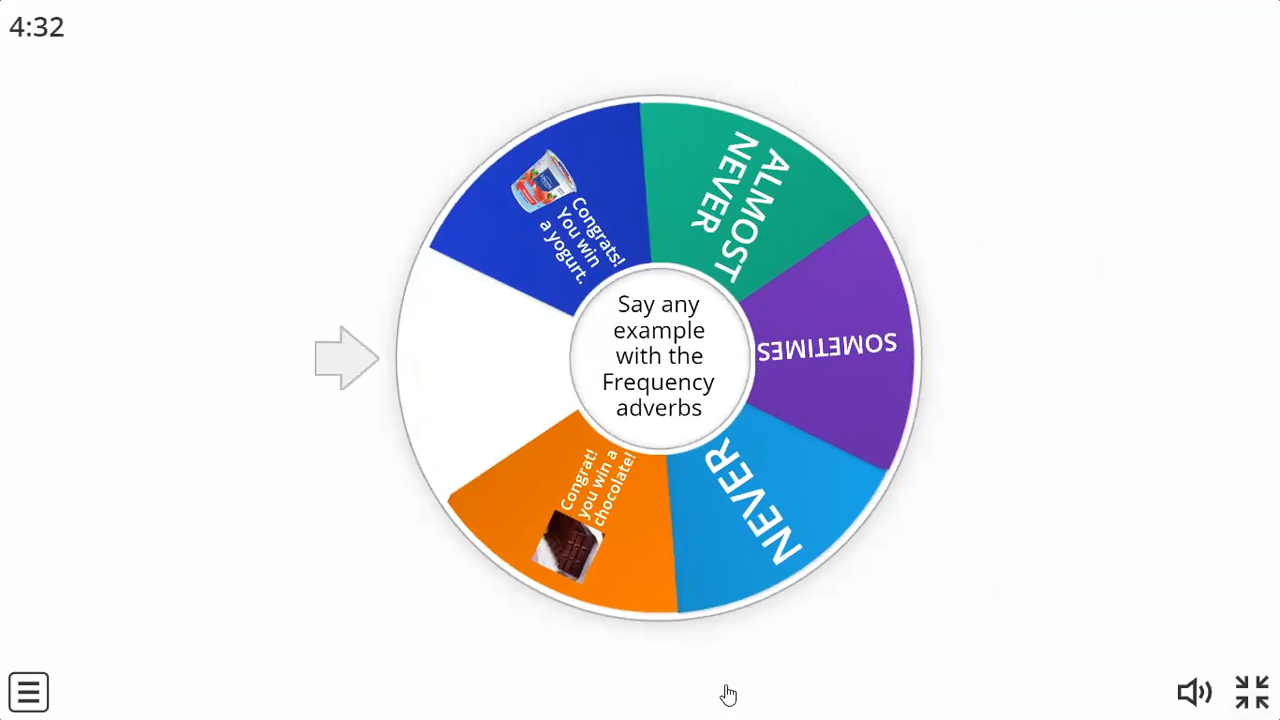 4:32
ALMOST
NEVER
SOMETIMES
NEVER
Congrat!
you win a
chocolate!
Congrats!
You win
a yogurt.
Say any
example
with the
Frequency
adverbs